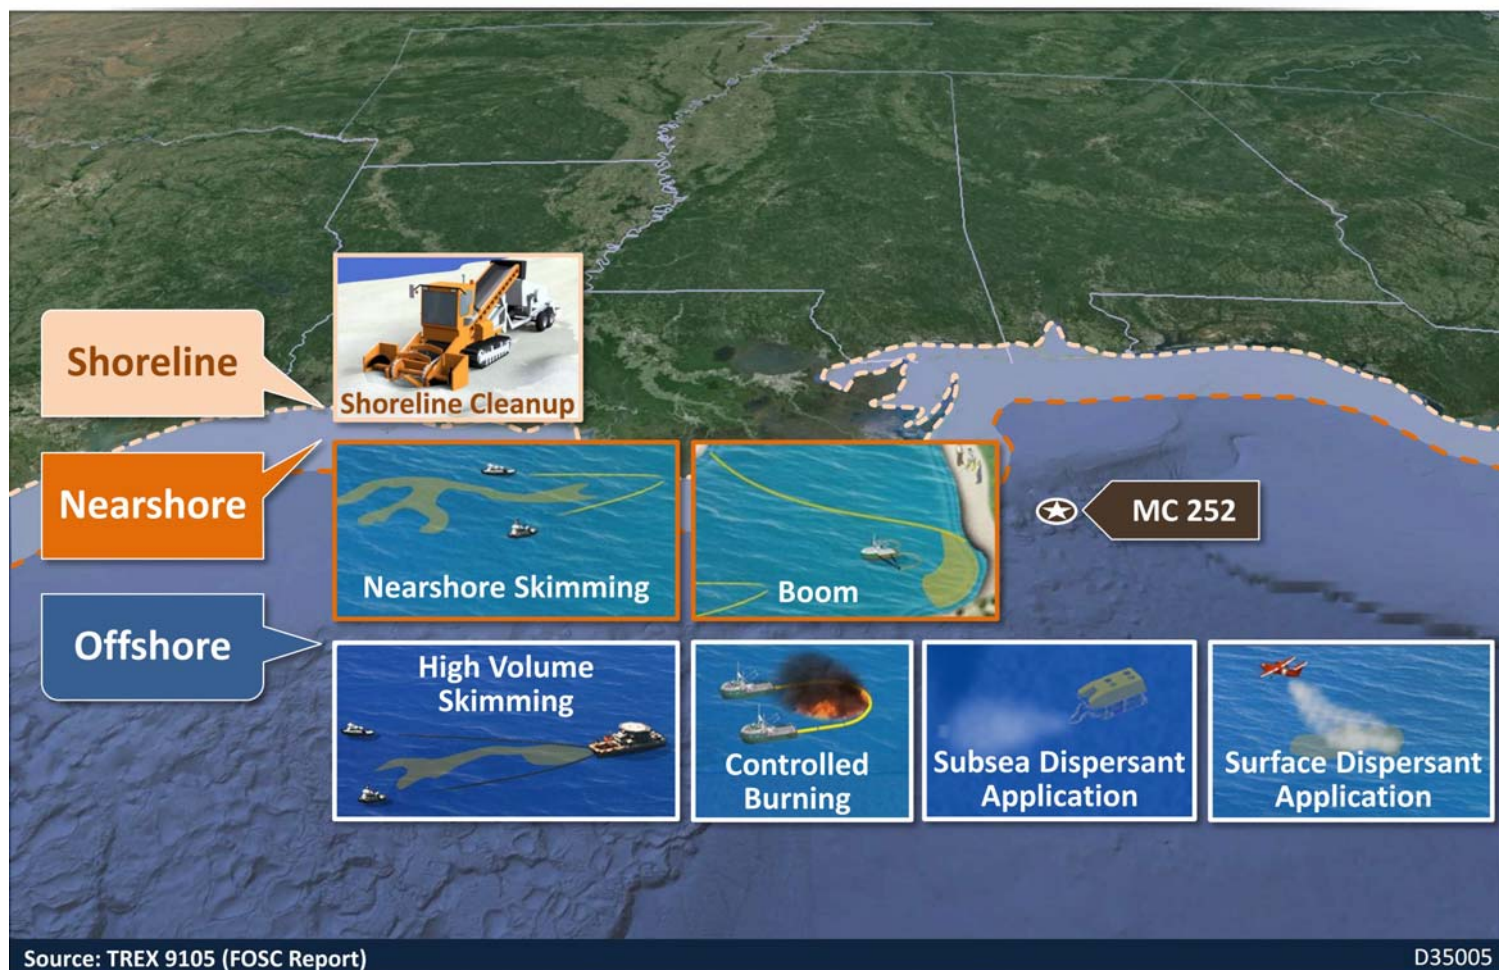 Shoreline
Shoreline Cleanup
Nearshore
Nearshore Skimming
Boom
MC 252
Offshore
High Volume
Skimming
Controlled
Burning
Subsea Dispersant
Application
Surface Dispersant
Application
Source: TREX 9105 (FOSC Report)
D35005